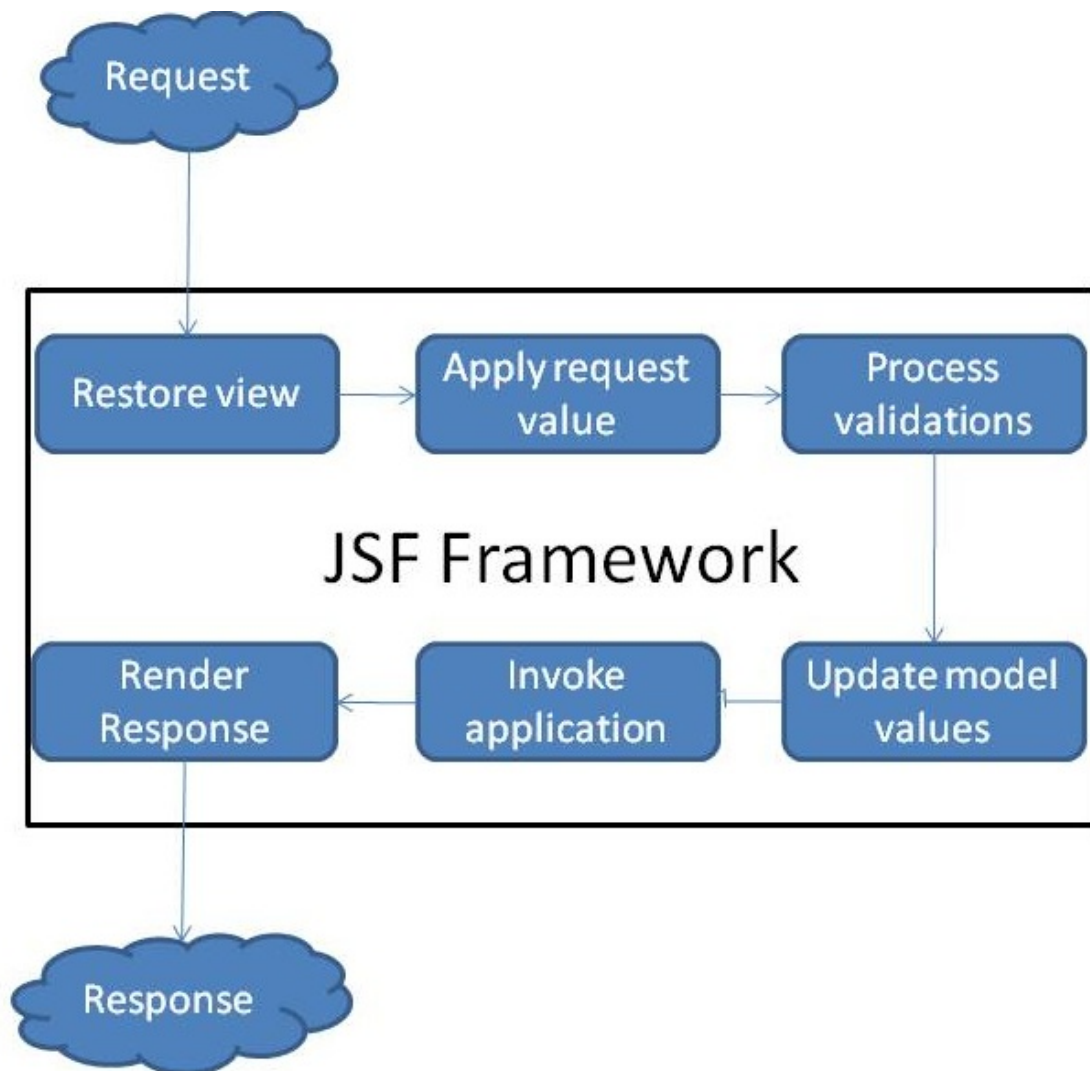 Request
Restore view
Apply request
value
Process
validations
JSF Framework
Render
Response
Invoke
application
Update model
values
Response